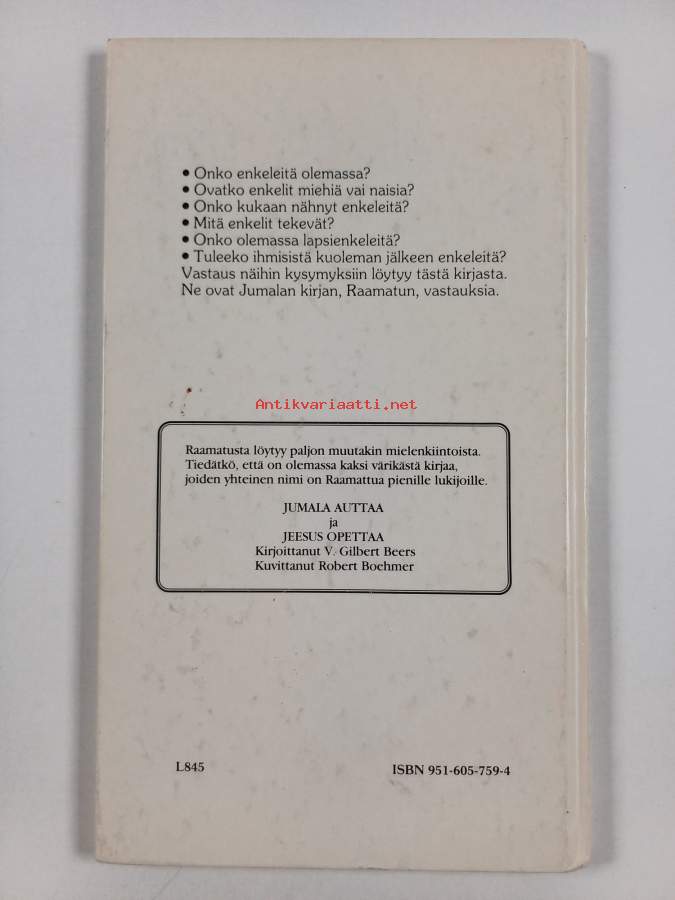 • Onko enkeleitä olemassa?
• Ovatko enkelit miehiä vai naisia?
• Onko kukaan nähnyt enkeleitä?
• Mitä enkelit tekevät?
• Onko olemassa lapsienkeleitä?
• Tuleeko ihmisistä kuoleman jälkeen enkeleitä?
Vastaus näihin kysymyksiin löytyy tästä kirjasta.
Ne ovat Jumalan kirjan, Raamatun, vastauksia.
Antikvariaatti.net
Raamatusta löytyy paljon muutakin mielenkiintoista.
Tiedätkö, että on olemassa kaksi värikästä kirjaa,
joiden yhteinen nimi on Raamattua pienille lukijoille.
JUMALA AUTTAA
ja
JEESUS OPETTAA
Kirjoittanut V. Gilbert Beers
Kuvittanut Robert Boehmer
L845
ISBN 951-605-759-4